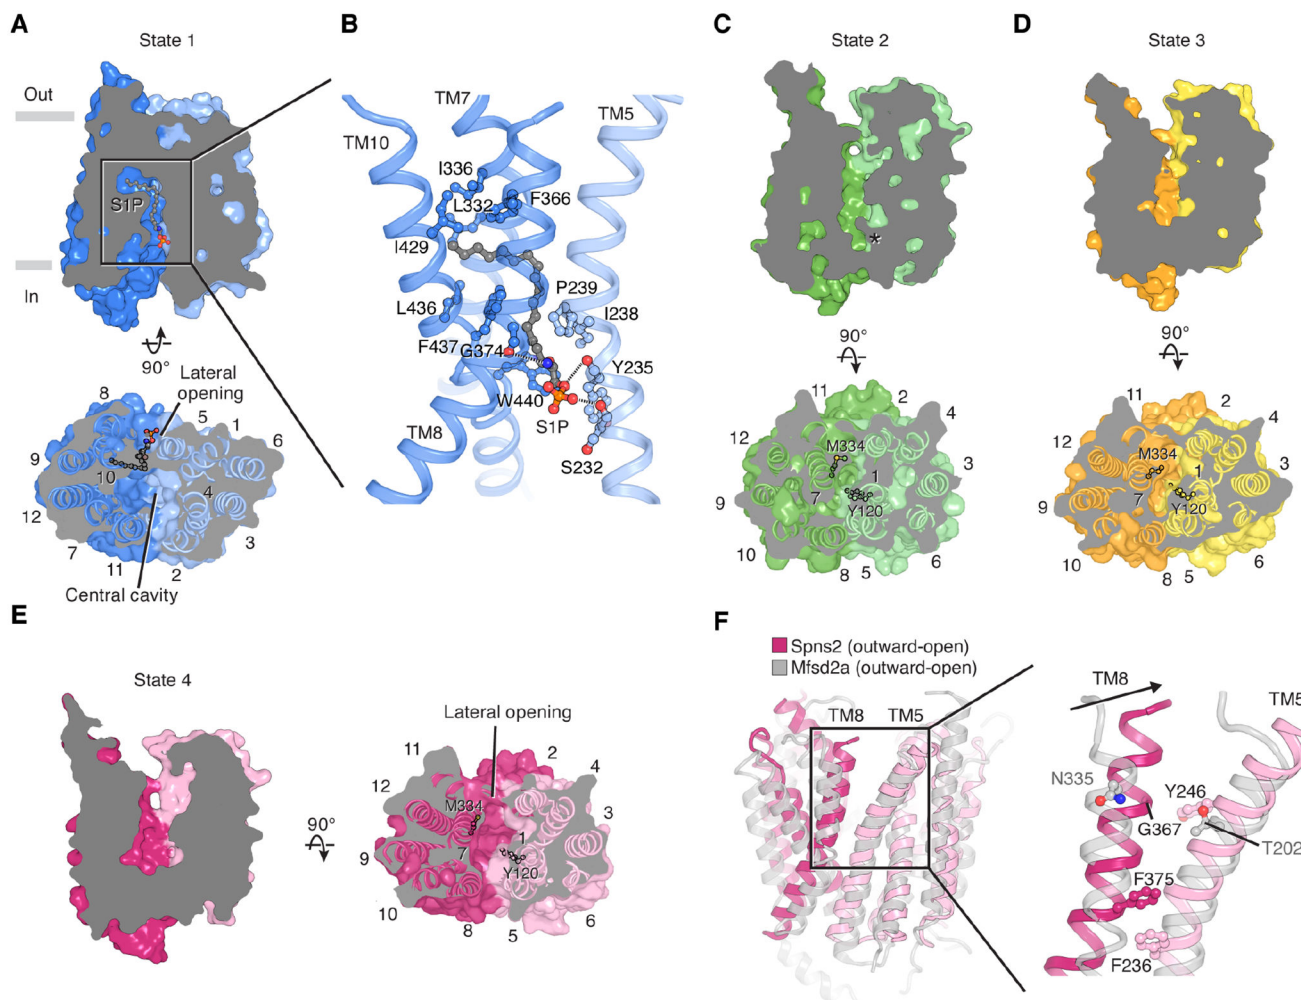 A
State 1
Out
S1P
In
90°
Lateral
opening
8
5
1
6
9
10
4
12
3
7
11
2
Central cavity
B
TM7
TM5
TM10
I336
L332
F366
I429
P239
L436
I238
F437
G374
Y235
W440
S1P
TM8
S232
C
State 2
*
90°
11
2
4
12
M334
3
1
7
9
Y120
10
8
5
6
D
State 3
90°
11
2
4
12
M334
3
1
7
9
Y120
10
8
5
6
E
State 4
90°
Lateral opening
11
2
4
12
M334
3
1
7
9
Y120
10
8
5
6
F
Spns2 (outward-open)
Mfsd2a (outward-open)
TM8
TM5
TM8
TM5
N335
Y246
G367
T202
F375
F236